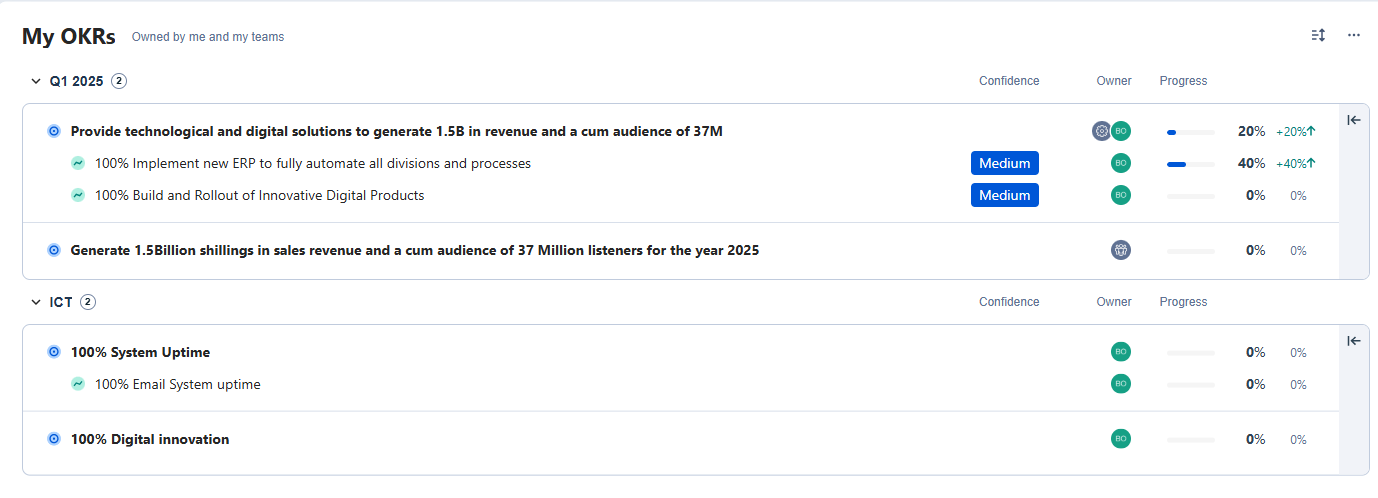 My OKRs Owned by me and my teams
Q1 2025 2 Confidence Owner Progress
Provide technological and digital solutions to generate 1.5B in revenue and a cum audience of 37M BO 20% +20%↑
100% Implement new ERP to fully automate all divisions and processes Medium BO 40% +40%↑
100% Build and Rollout of Innovative Digital Products Medium BO 0% 0%
Generate 1.5Billion shillings in sales revenue and a cum audience of 37 Million listeners for the year 2025 0% 0%
ICT 2 Confidence Owner Progress
100% System Uptime BO 0% 0%
100% Email System uptime BO 0% 0%
100% Digital innovation BO 0% 0%